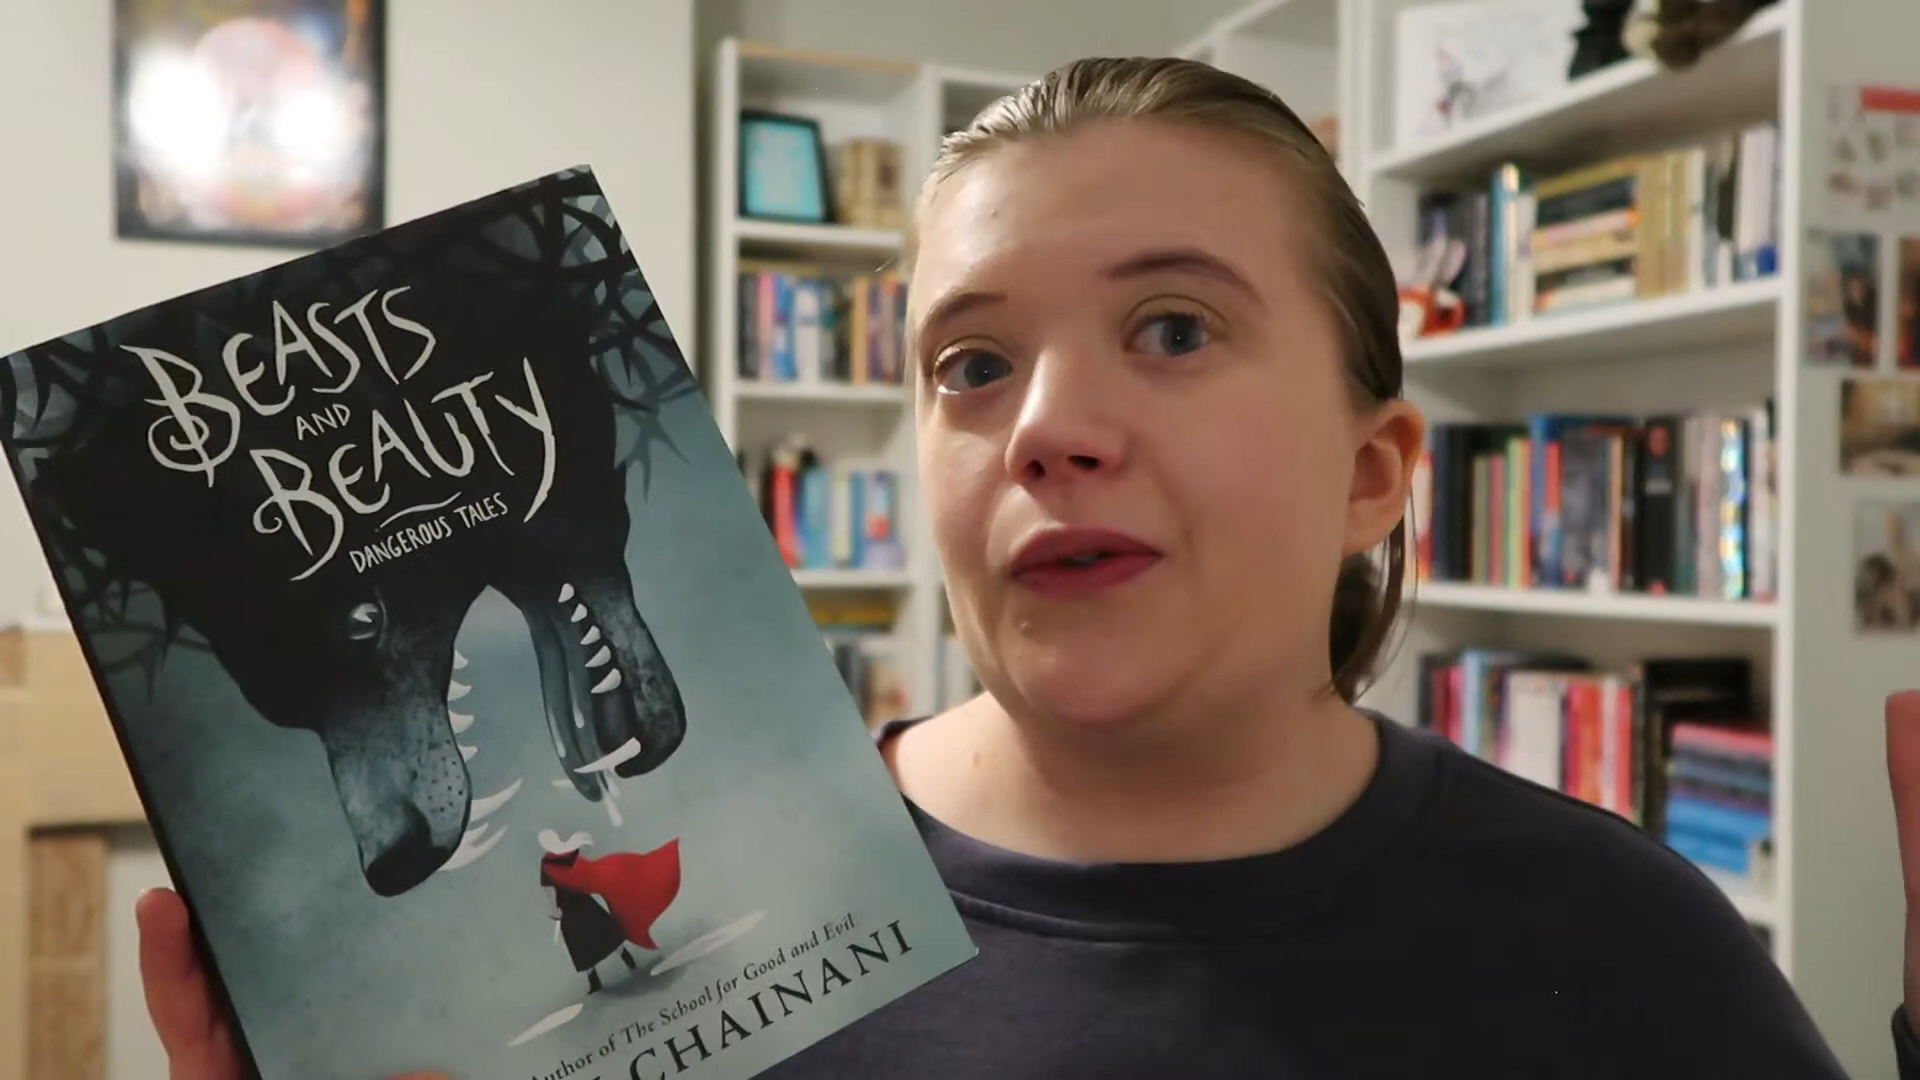 BEASTS
AND
BEAUTY
DANGEROUS TALES
Author of The School for Good and Evil
CHAINANI